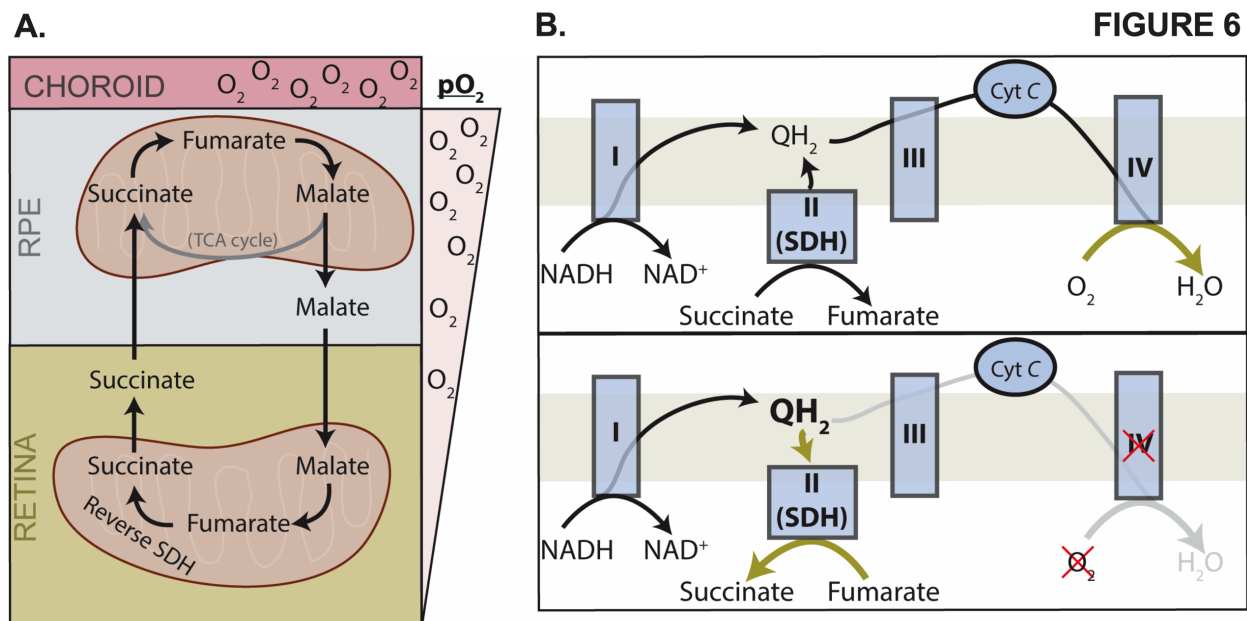 A.
B.
FIGURE 6
CHOROID
O2 O2 O2 O2 O2 O2
pO2
RPE
Fumarate
Succinate
Malate
(TCA cycle)
Malate
O2
O2
O2
O2
O2
O2
O2
RETINA
Succinate
Succinate
Malate
Fumarate
Reverse SDH
I
QH2
III
Cyt C
IV
II
(SDH)
NADH
NAD+
Succinate
Fumarate
O2
H2O
I
QH2
III
Cyt C
IV
II
(SDH)
NADH
NAD+
Succinate
Fumarate
O2
H2O